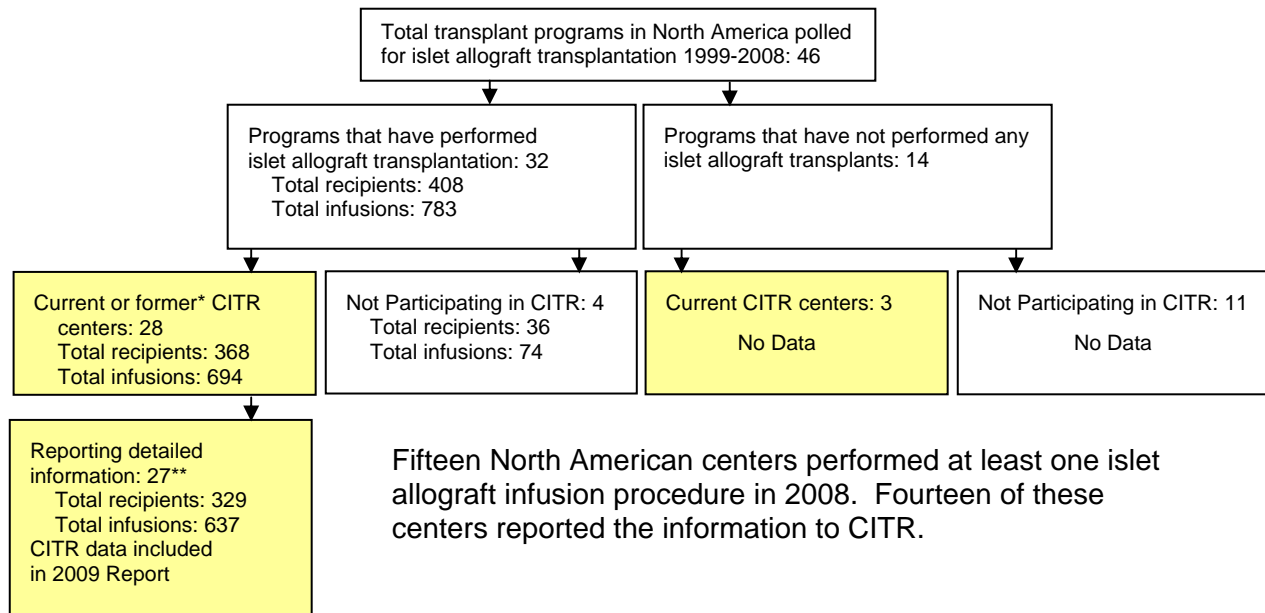 Total transplant programs in North America polled
for islet allograft transplantation 1999-2008: 46
Programs that have performed
islet allograft transplantation: 32
Total recipients: 408
Total infusions: 783
Programs that have not performed any
islet allograft transplants: 14
Current or former* CITR
centers: 28
Total recipients: 368
Total infusions: 694
Not Participating in CITR: 4
Total recipients: 36
Total infusions: 74
Current CITR centers: 3
No Data
Not Participating in CITR: 11
No Data
Reporting detailed
information: 27**
Total recipients: 329
Total infusions: 637
CITR data included
in 2009 Report
Fifteen North American centers performed at least one islet
allograft infusion procedure in 2008.  Fourteen of these
centers reported the information to CITR.